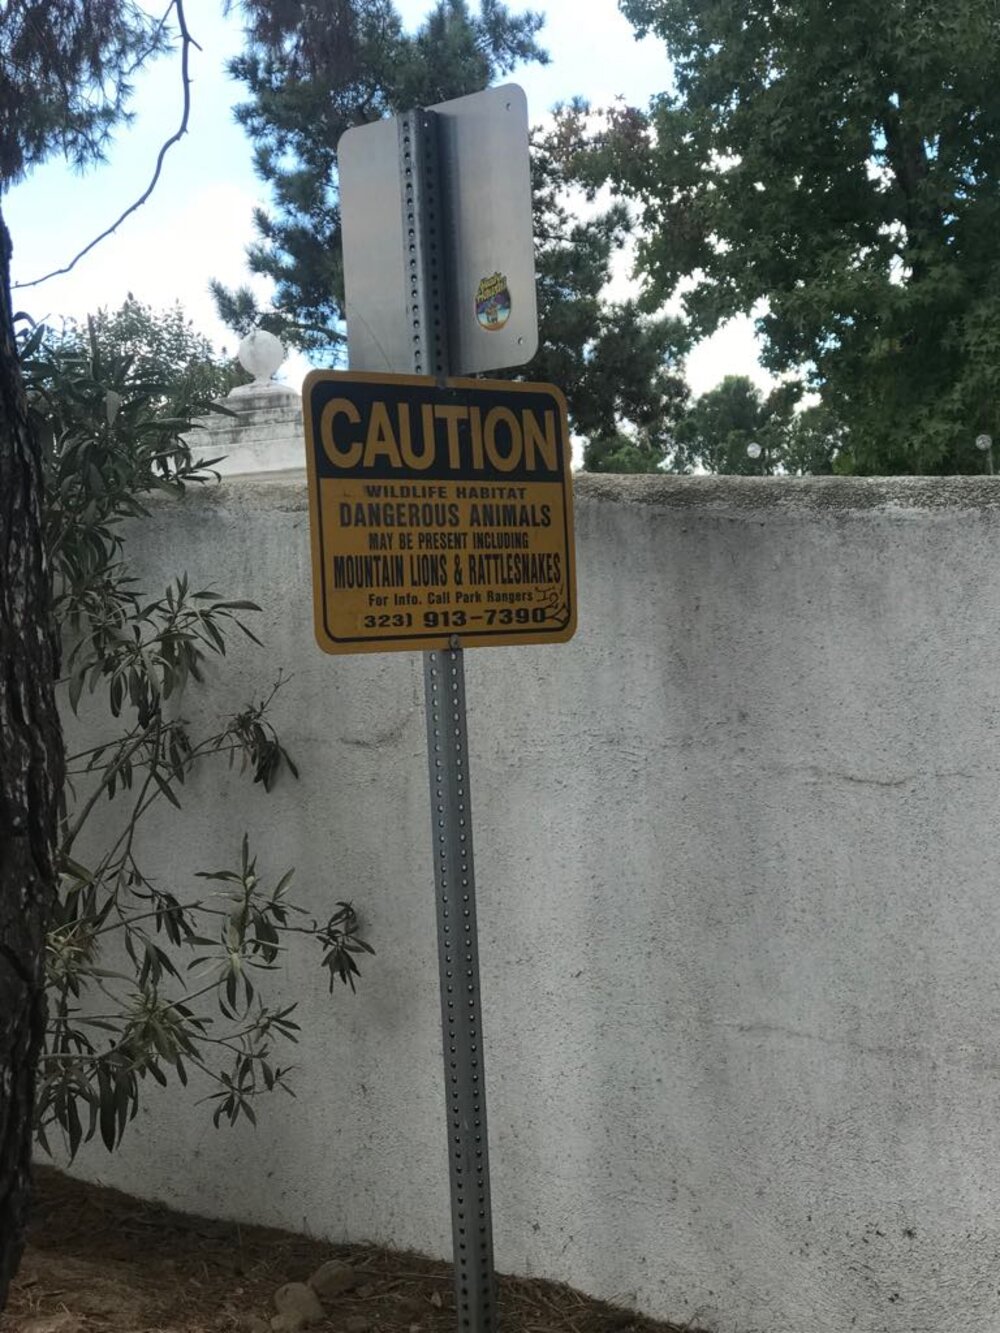 CAUTION
WILDLIFE HABITAT
DANGEROUS ANIMALS
MAY BE PRESENT INCLUDING
MOUNTAIN LIONS & RATTLESNAKES
For Info. Call Park Rangers
323) 913-7390